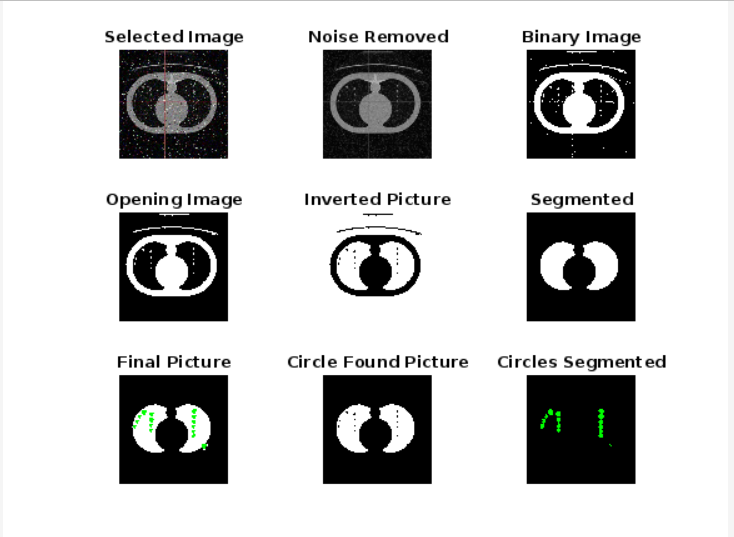 Selected Image
Noise Removed
Binary Image
Opening Image
Inverted Picture
Segmented
Final Picture
Circle Found Picture
Circles Segmented